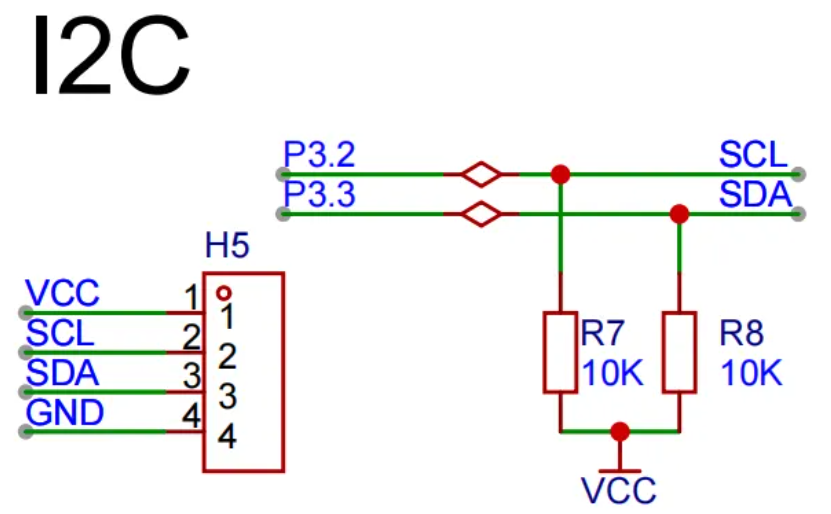 I2C
P3.2 SCL
P3.3 SDA
H5
VCC 1 1
SCL 2 2
SDA 3 3
GND 4 4
R7 R8
10K 10K
VCC